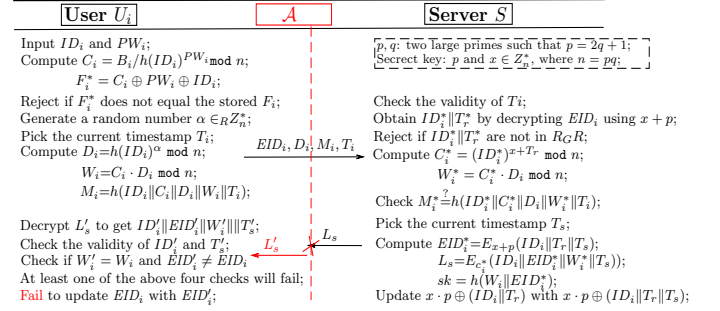 User U_i
A
Server S
Input ID_i and PW_i;
Compute C_i = B_i/h(ID_i)^{PW_i} mod n;
F_i^* = C_i ⊕ PW_i ⊕ ID_i;
Reject if F_i^* does not equal the stored F_i;
Generate a random number α ∈_R Z_n^*;
Pick the current timestamp T_i;
Compute D_i=h(ID_i)^α mod n;
W_i=C_i · D_i mod n;
M_i=h(ID_i‖C_i‖D_i‖W_i‖T_i);
EID_i, D_i, M_i, T_i
p, q: two large primes such that p = 2q + 1;
Secrect key: p and x ∈ Z_n^*, where n = pq;
Check the validity of Ti;
Obtain ID_i^*‖T_r^* by decrypting EID_i using x + p;
Reject if ID_i^*‖T_r^* are not in R_GR;
Compute C_i^* = (ID_i^*)^{x+T_r} mod n;
W_i^* = C_i^* · D_i mod n;
Check M_i^* ≟ h(ID_i^*‖C_i^*‖D_i‖W_i^*‖T_i);
Pick the current timestamp T_s;
Compute EID_i^*=E_{x+p}(ID_i‖T_r‖T_s);
L_s=E_{c_i^*}(ID_i‖EID_i^*‖W_i^*‖T_s));
sk = h(W_i‖EID_i^*);
Update x · p ⊕ (ID_i‖T_r) with x · p ⊕ (ID_i‖T_r‖T_s);
L_s
L_s'
Decrypt L_s' to get ID_i'‖EID_i'‖W_i'‖‖T_s';
Check the validity of ID_i' and T_s';
Check if W_i' = W_i and EID_i' ≠ EID_i
At least one of the above four checks will fail;
Fail to update EID_i with EID_i';